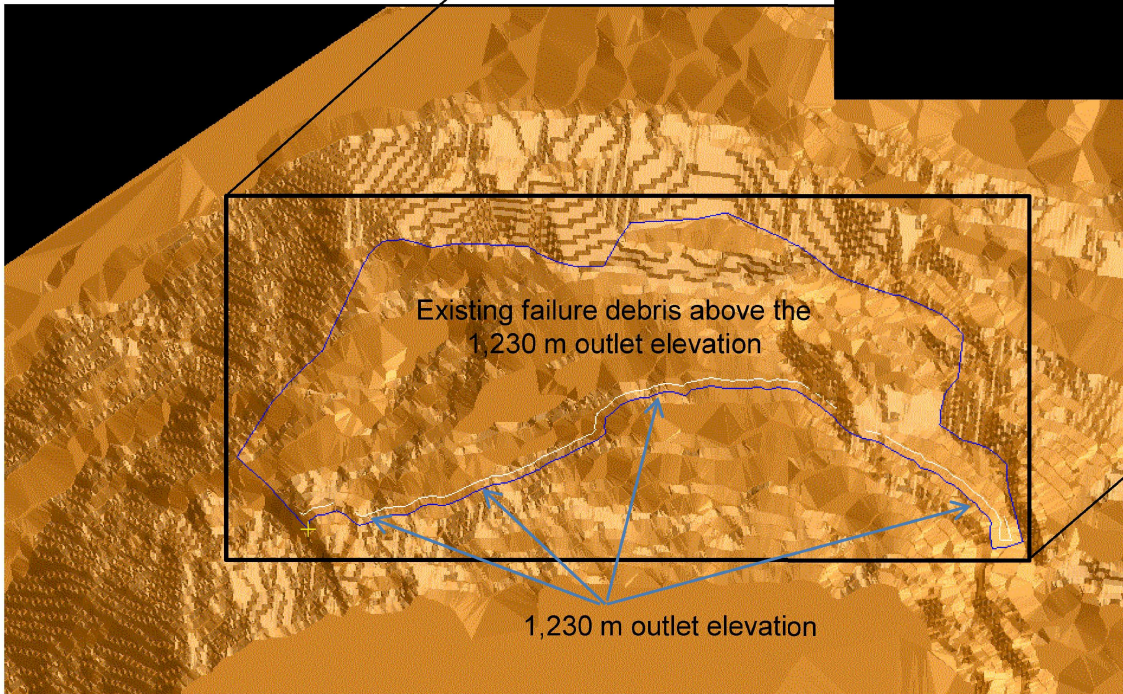 Existing failure debris above the
1,230 m outlet elevation
1,230 m outlet elevation